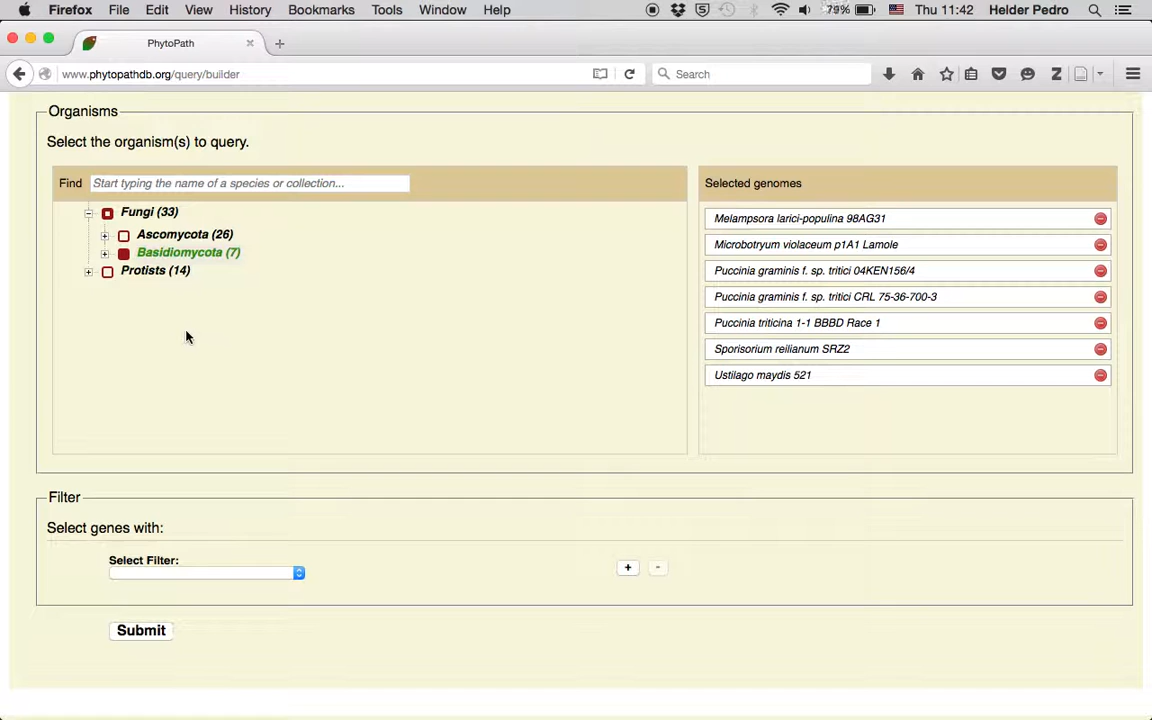 Firefox File Edit View History Bookmarks Tools Window Help 79% Thu 11:42 Helder Pedro
PhytoPath
www.phytopathdb.org/query/builder Search
Organisms
Select the organism(s) to query.
Find Start typing the name of a species or collection... Selected genomes
Fungi (33)
Ascomycota (26)
Basidiomycota (7)
Protists (14)
Melampsora larici-populina 98AG31
Microbotryum violaceum p1A1 Lamole
Puccinia graminis f. sp. tritici 04KEN156/4
Puccinia graminis f. sp. tritici CRL 75-36-700-3
Puccinia triticina 1-1 BBBD Race 1
Sporisorium reilianum SRZ2
Ustilago maydis 521
Filter
Select genes with:
Select Filter:
+ -
Submit